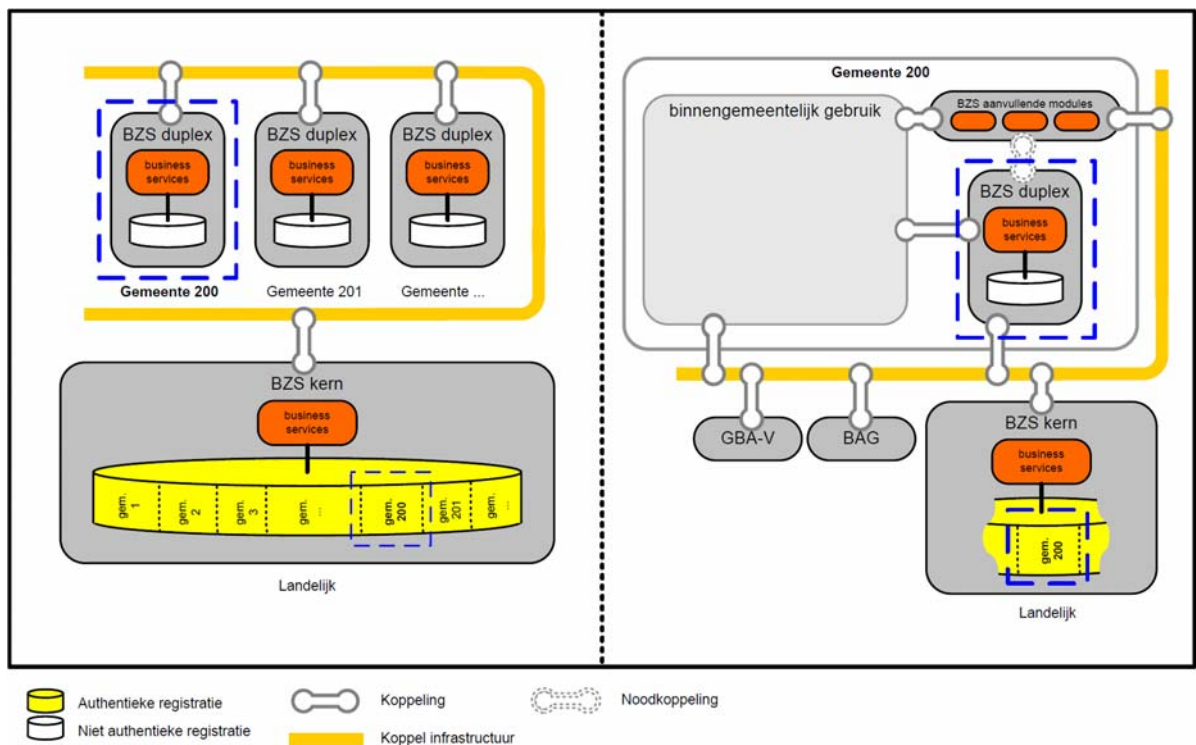 BZS duplex
business
services
Gemeente 200
BZS duplex
business
services
Gemeente 201
BZS duplex
business
services
Gemeente ...
BZS kern
business
services
gem.
1
gem.
2
gem.
3
gem.
...
gem.
200
gem.
201
gem.
...
Landelijk
Gemeente 200
binnengemeentelijk gebruik
BZS aanvullende modules
BZS duplex
business
services
GBA-V
BAG
BZS kern
business
services
gem.
200
Landelijk
Authentieke registratie
Niet authentieke registratie
Koppeling
Koppel infrastructuur
Noodkoppeling